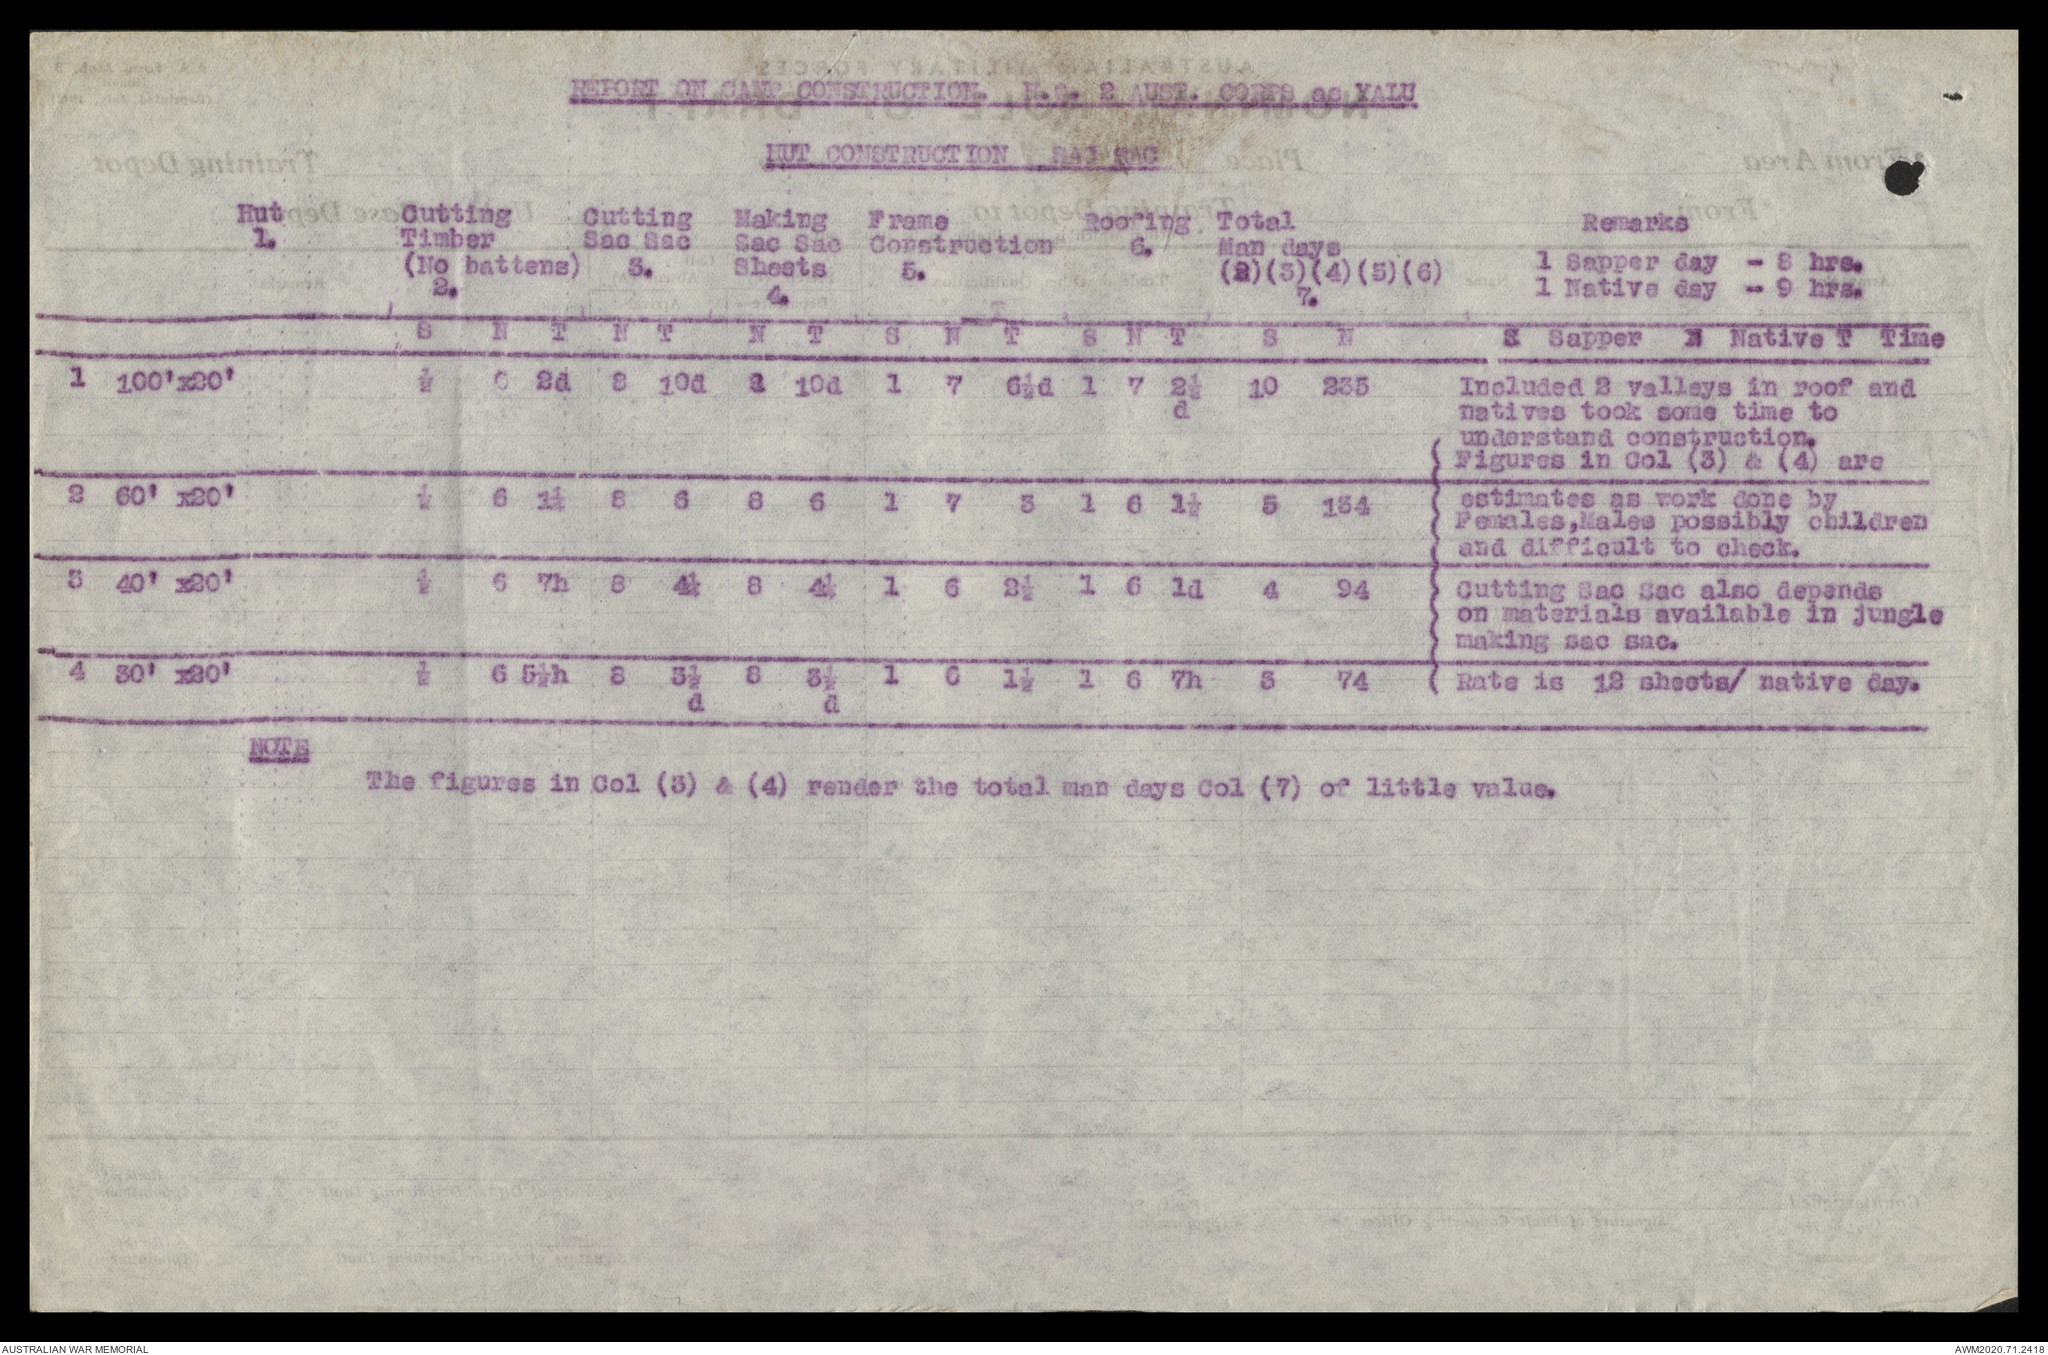 REPORT ON CAMP CONSTRUCTION. H.Q. 2 AUST. CORPS at YALU
HUT CONSTRUCTION SAC SAC
Hut Cutting Cutting Making Frame Roofing Total Remarks
1. Timber Sac Sac Sac Sac Construction 6. Man days
(No battens) 3. Sheets 5. (2)(3)(4)(5)(6) 1 Sapper day - 8 hrs.
2. 4. 7. 1 Native day - 9 hrs.
S N T N T N T S N T S N T S N S Sapper N Native T Time
1 100'x20' ½ 6 2d 8 10d 8 10d 1 7 6½d 1 7 2½ 10 235 Included 2 valleys in roof and
d natives took some time to
understand construction.
( Figures in Col (3) & (4) are
2 60' x20' ½ 6 1½ 8 6 8 6 1 7 3 1 6 1½ 5 134 ( estimates as work done by
( Females,Males possibly children
( and difficult to check.
3 40' x20' ½ 6 7h 8 4½ 8 4½ 1 6 2½ 1 6 1d 4 94 ( Cutting Sac Sac also depends
( on materials available in jungle
( making sac sac.
4 30' x20' ½ 6 5½h 8 3½ 8 3½ 1 6 1½ 1 6 7h 3 74 ( Rate is 12 sheets/ native day.
d d
NOTE
The figures in Col (3) & (4) render the total man days Col (7) of little value.
AUSTRALIAN WAR MEMORIAL AWM2020.71.2418